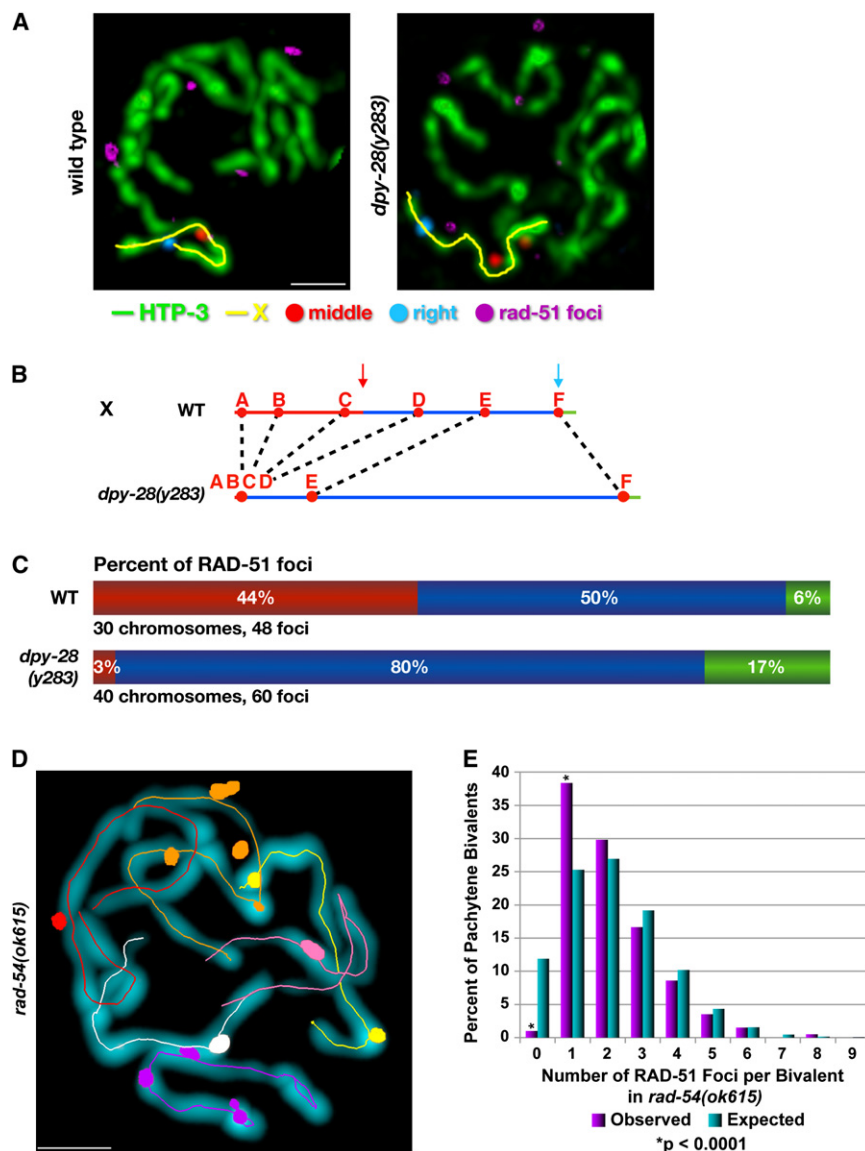 A
wild type
dpy-28(y283)
HTP-3 X middle right rad-51 foci
B
X WT
A B C D E F
dpy-28(y283)
A B C D E F
C
Percent of RAD-51 foci
WT
44% 50% 6%
30 chromosomes, 48 foci
dpy-28
(y283)
3% 80% 17%
40 chromosomes, 60 foci
D
rad-54(ok615)
E
Percent of Pachytene Bivalents
40
35
30
25
20
15
10
5
0
*
*
0 1 2 3 4 5 6 7 8 9
Number of RAD-51 Foci per Bivalent
in rad-54(ok615)
Observed Expected
*p < 0.0001